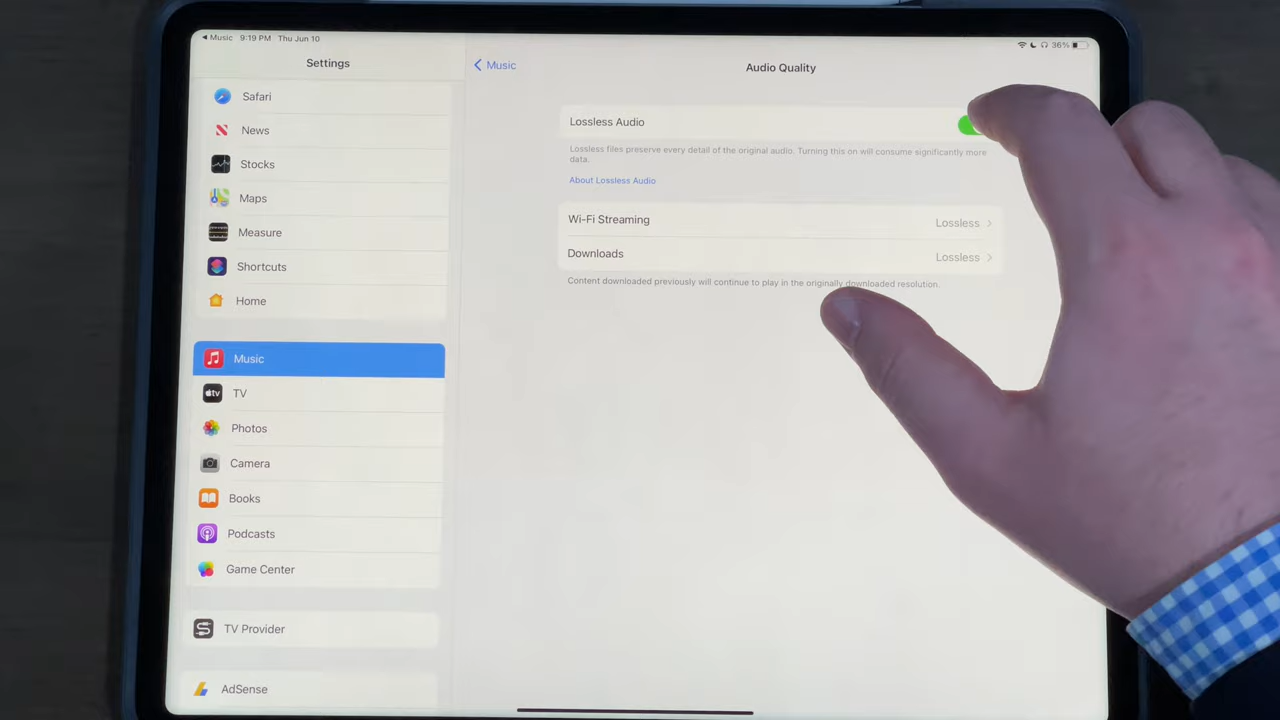 Music 9:19 PM Thu Jun 10
36%
Settings
Safari
News
Stocks
Maps
Measure
Shortcuts
Home
Music
TV
Photos
Camera
Books
Podcasts
Game Center
TV Provider
AdSense
Music
Audio Quality
Lossless Audio
Lossless files preserve every detail of the original audio. Turning this on will consume significantly more
data.
About Lossless Audio
Wi-Fi Streaming Lossless
Downloads Lossless
Content downloaded previously will continue to play in the originally downloaded resolution.